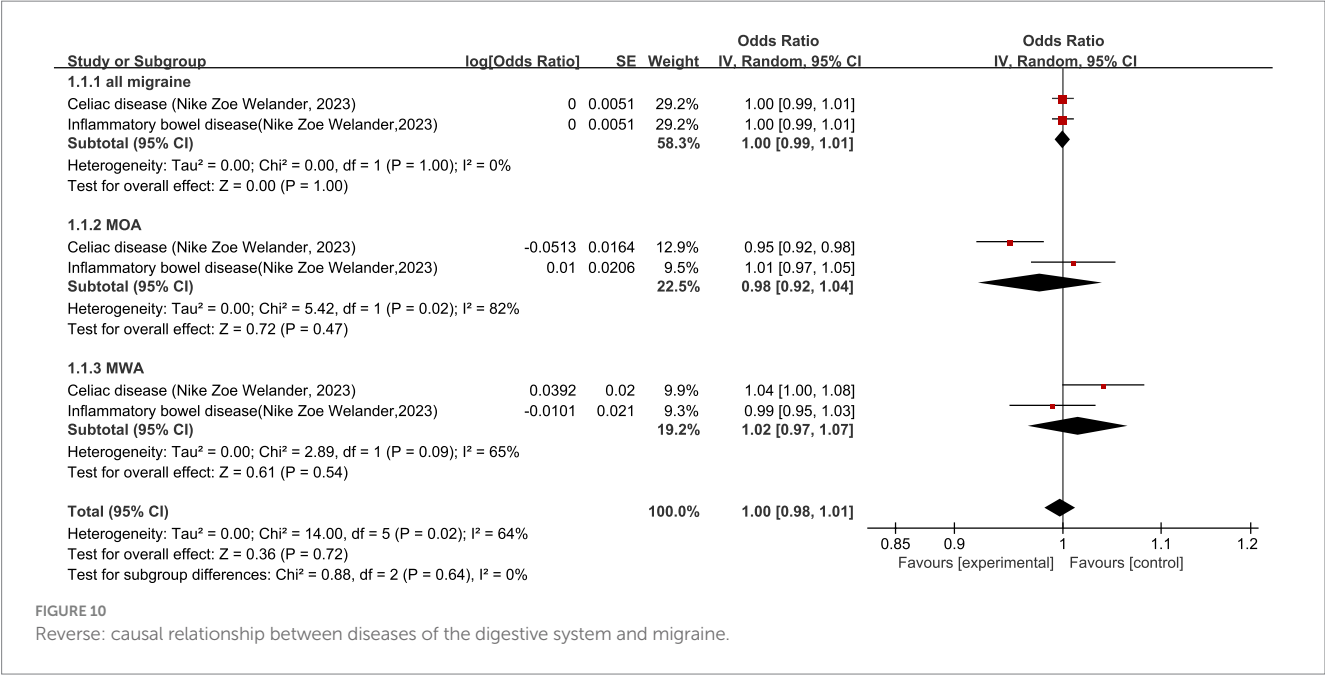 Odds Ratio Odds Ratio
Study or Subgroup log[Odds Ratio] SE Weight IV, Random, 95% CI IV, Random, 95% CI
1.1.1 all migraine
Celiac disease (Nike Zoe Welander, 2023) 0 0.0051 29.2% 1.00 [0.99, 1.01]
Inflammatory bowel disease(Nike Zoe Welander,2023) 0 0.0051 29.2% 1.00 [0.99, 1.01]
Subtotal (95% CI) 58.3% 1.00 [0.99, 1.01]
Heterogeneity: Tau² = 0.00; Chi² = 0.00, df = 1 (P = 1.00); I² = 0%
Test for overall effect: Z = 0.00 (P = 1.00)
1.1.2 MOA
Celiac disease (Nike Zoe Welander, 2023) -0.0513 0.0164 12.9% 0.95 [0.92, 0.98]
Inflammatory bowel disease(Nike Zoe Welander,2023) 0.01 0.0206 9.5% 1.01 [0.97, 1.05]
Subtotal (95% CI) 22.5% 0.98 [0.92, 1.04]
Heterogeneity: Tau² = 0.00; Chi² = 5.42, df = 1 (P = 0.02); I² = 82%
Test for overall effect: Z = 0.72 (P = 0.47)
1.1.3 MWA
Celiac disease (Nike Zoe Welander, 2023) 0.0392 0.02 9.9% 1.04 [1.00, 1.08]
Inflammatory bowel disease(Nike Zoe Welander,2023) -0.0101 0.021 9.3% 0.99 [0.95, 1.03]
Subtotal (95% CI) 19.2% 1.02 [0.97, 1.07]
Heterogeneity: Tau² = 0.00; Chi² = 2.89, df = 1 (P = 0.09); I² = 65%
Test for overall effect: Z = 0.61 (P = 0.54)
Total (95% CI) 100.0% 1.00 [0.98, 1.01]
Heterogeneity: Tau² = 0.00; Chi² = 14.00, df = 5 (P = 0.02); I² = 64%
Test for overall effect: Z = 0.36 (P = 0.72)
Test for subgroup differences: Chi² = 0.88, df = 2 (P = 0.64), I² = 0%
0.85 0.9 1 1.1 1.2
Favours [experimental] Favours [control]
FIGURE 10
Reverse: causal relationship between diseases of the digestive system and migraine.